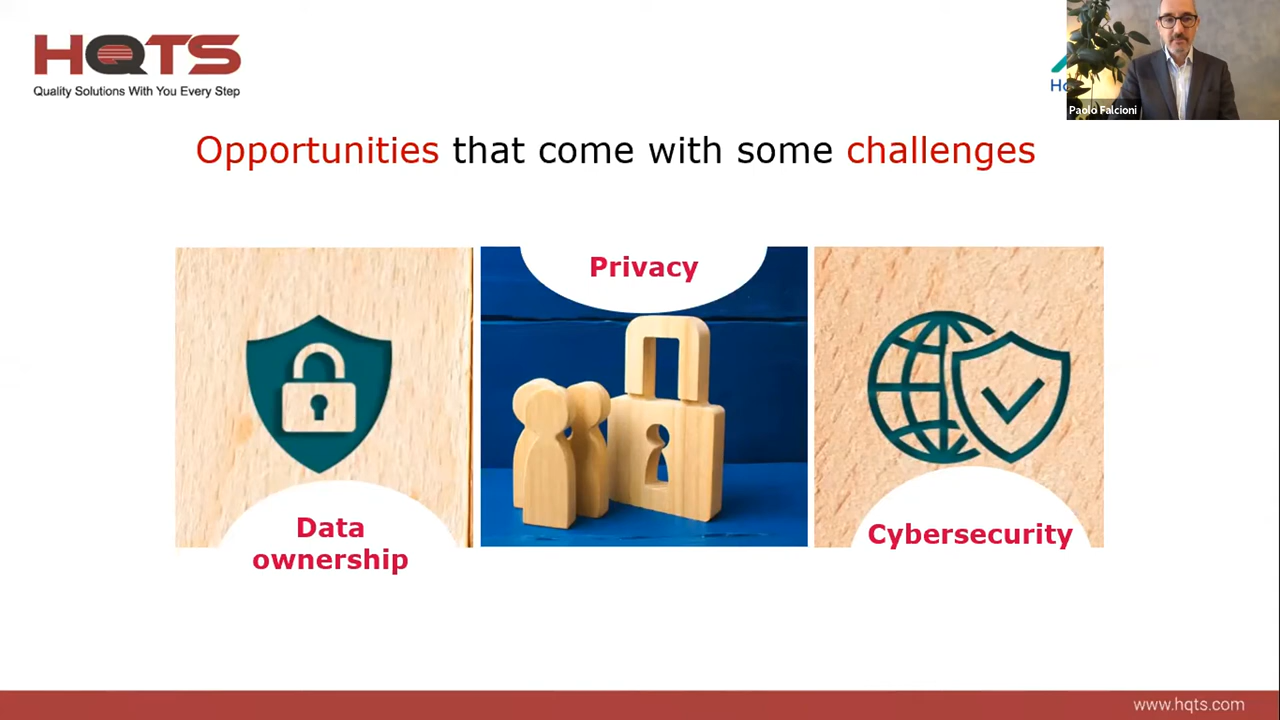 HQTS
Quality Solutions With You Every Step
Paolo Falcioni
Opportunities that come with some challenges
Privacy
Data
ownership
Cybersecurity
www.hqts.com